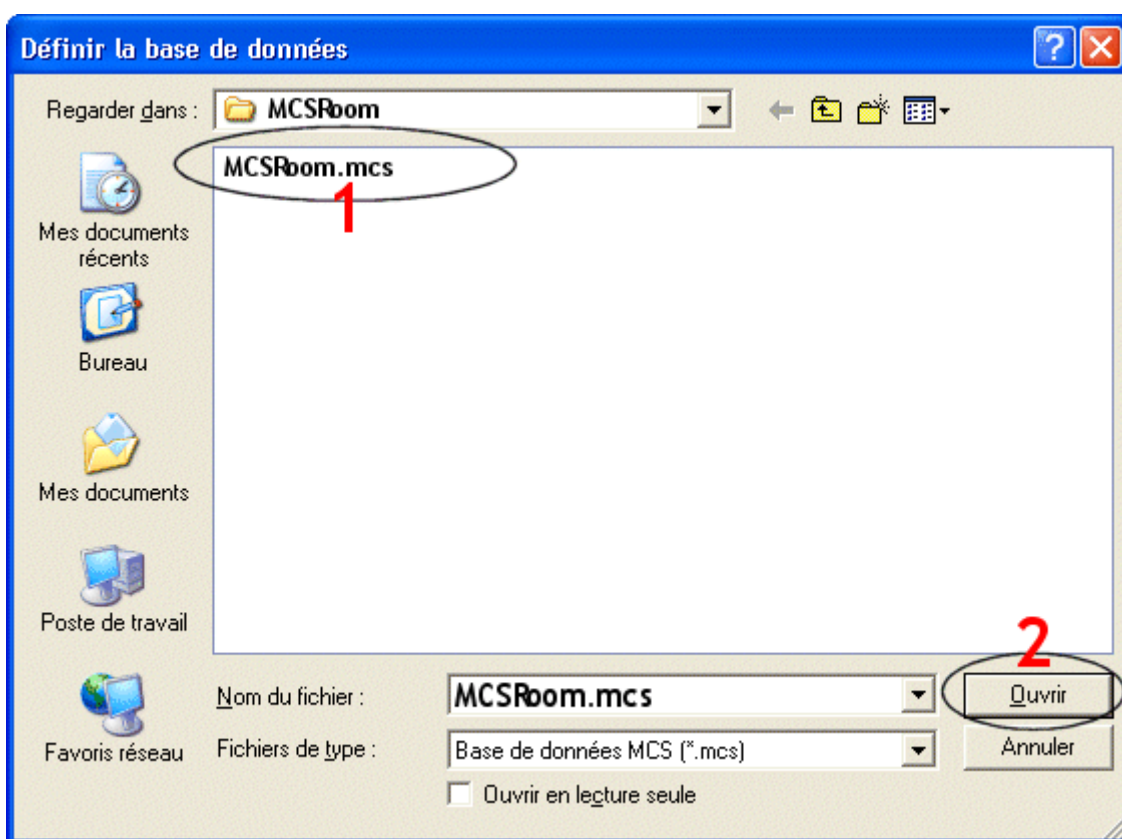 Définir la base de données
Regarder dans :
MCSRoom
MCSRoom.mcs
1
Mes documents
récents
Bureau
Mes documents
Poste de travail
Favoris réseau
2
Nom du fichier :
MCSRoom.mcs
Ouvrir
Fichiers de type :
Base de données MCS (*.mcs)
Annuler
Ouvrir en lecture seule